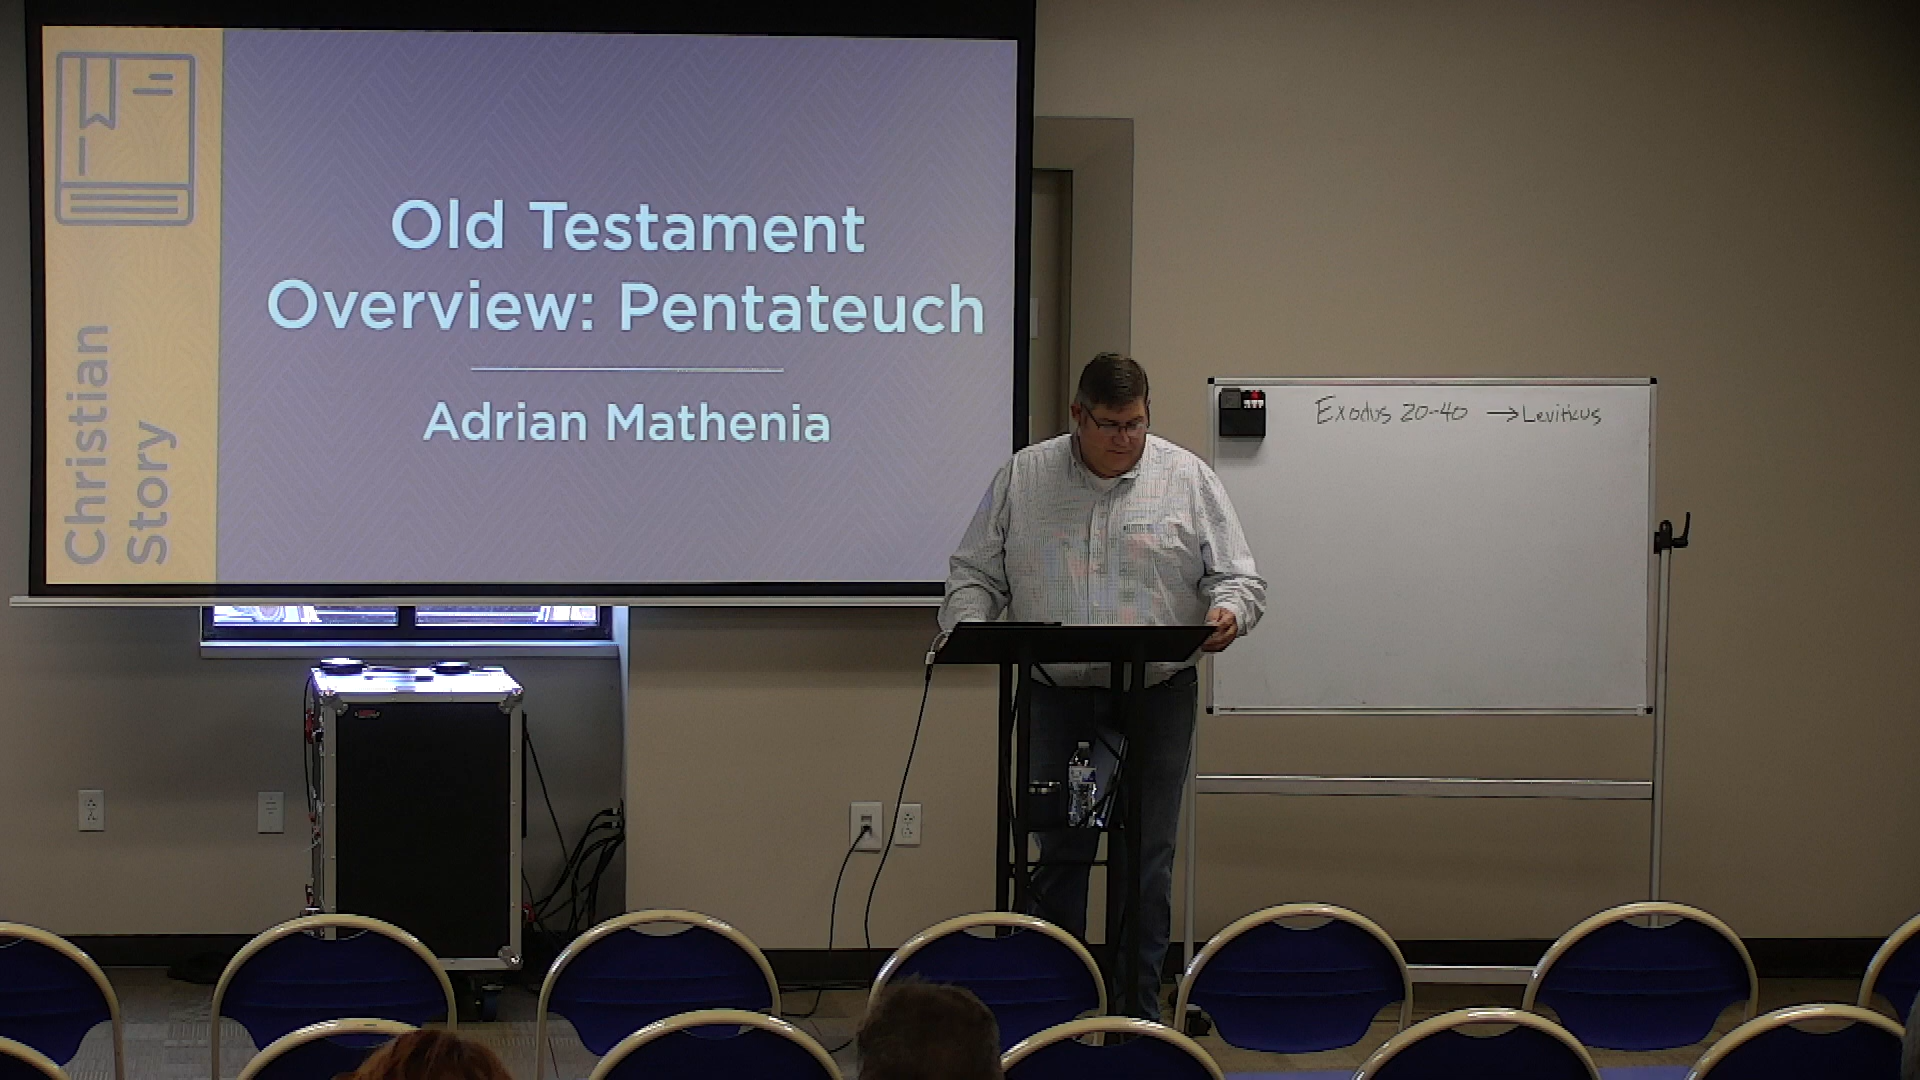 Old Testament
Overview: Pentateuch
Adrian Mathenia
Christian
Story
Exodus 20-40 →Leviticus